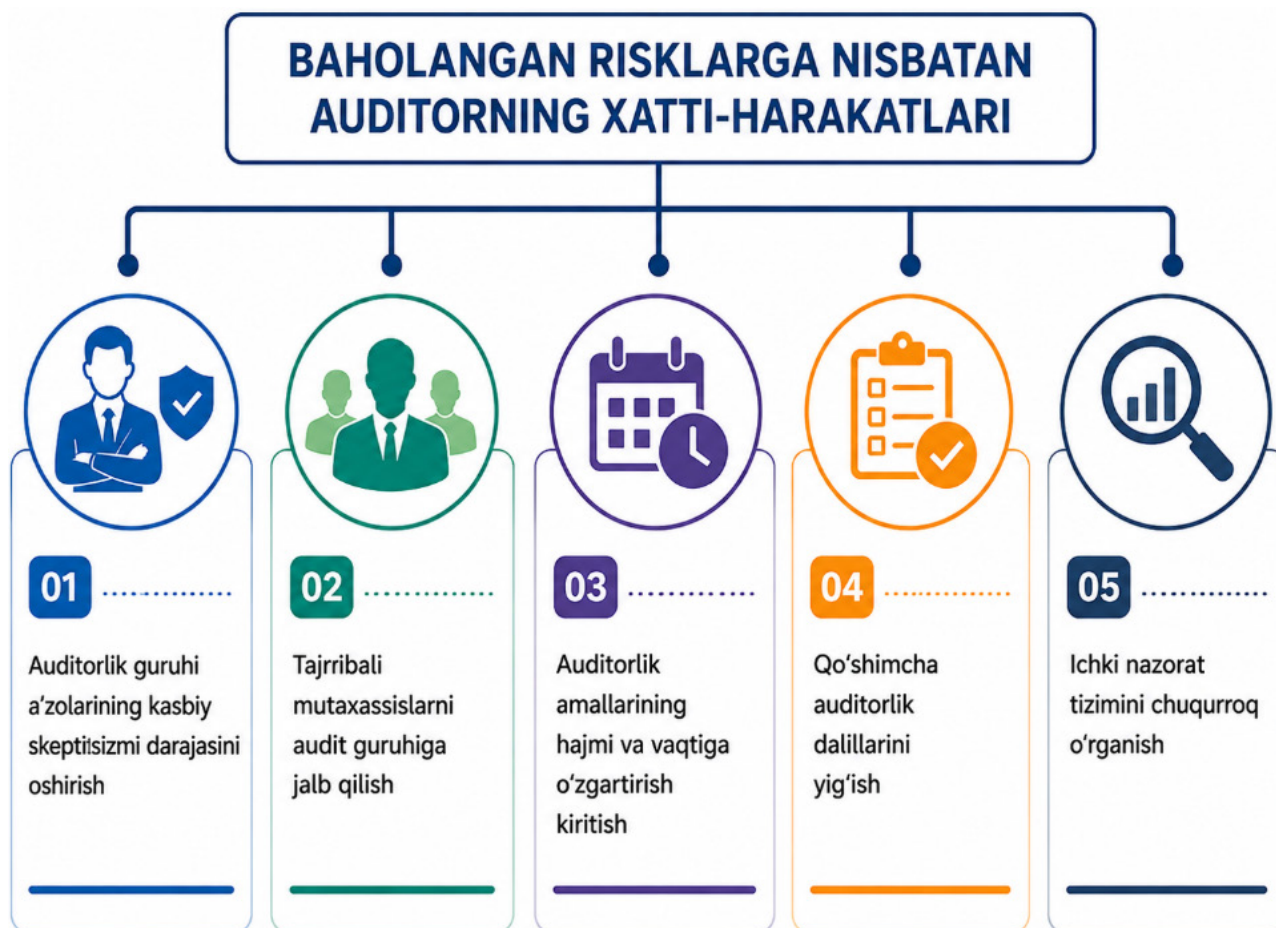 BAHOLANGAN RISKLARGA NISBATAN
AUDITORNING XATTI-HARAKATLARI
01
Auditorlik guruhi
a‘zolarining kasbiy
skeptitsizmi darajasini
oshirish
02
Tajrribali
mutaxassislarni
audit guruhiga
jalb qilish
03
Auditorlik
amallarining
hajmi va vaqtiga
o‘zgartirish
kiritish
04
Qo‘shimcha
auditorlik
dalillarini
yig‘ish
05
Ichki nazorat
tizimini chuqurroq
o‘rganish